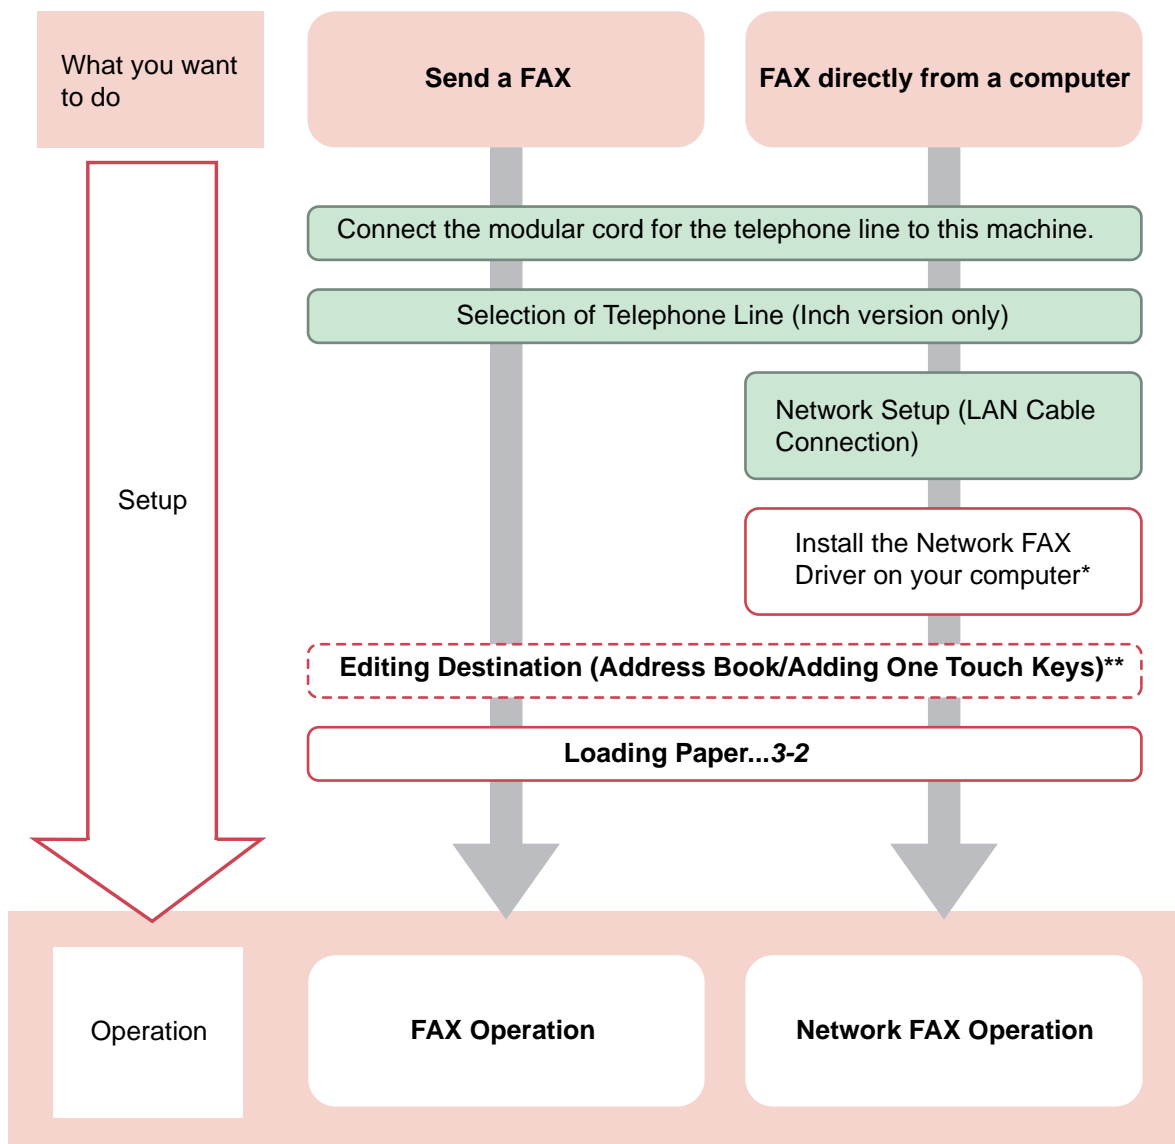 What you want
to do
Send a FAX
FAX directly from a computer
Connect the modular cord for the telephone line to this machine.
Selection of Telephone Line (Inch version only)
Network Setup (LAN Cable
Connection)
Setup
Install the Network FAX
Driver on your computer*
Editing Destination (Address Book/Adding One Touch Keys)**
Loading Paper...3-2
Operation
FAX Operation
Network FAX Operation